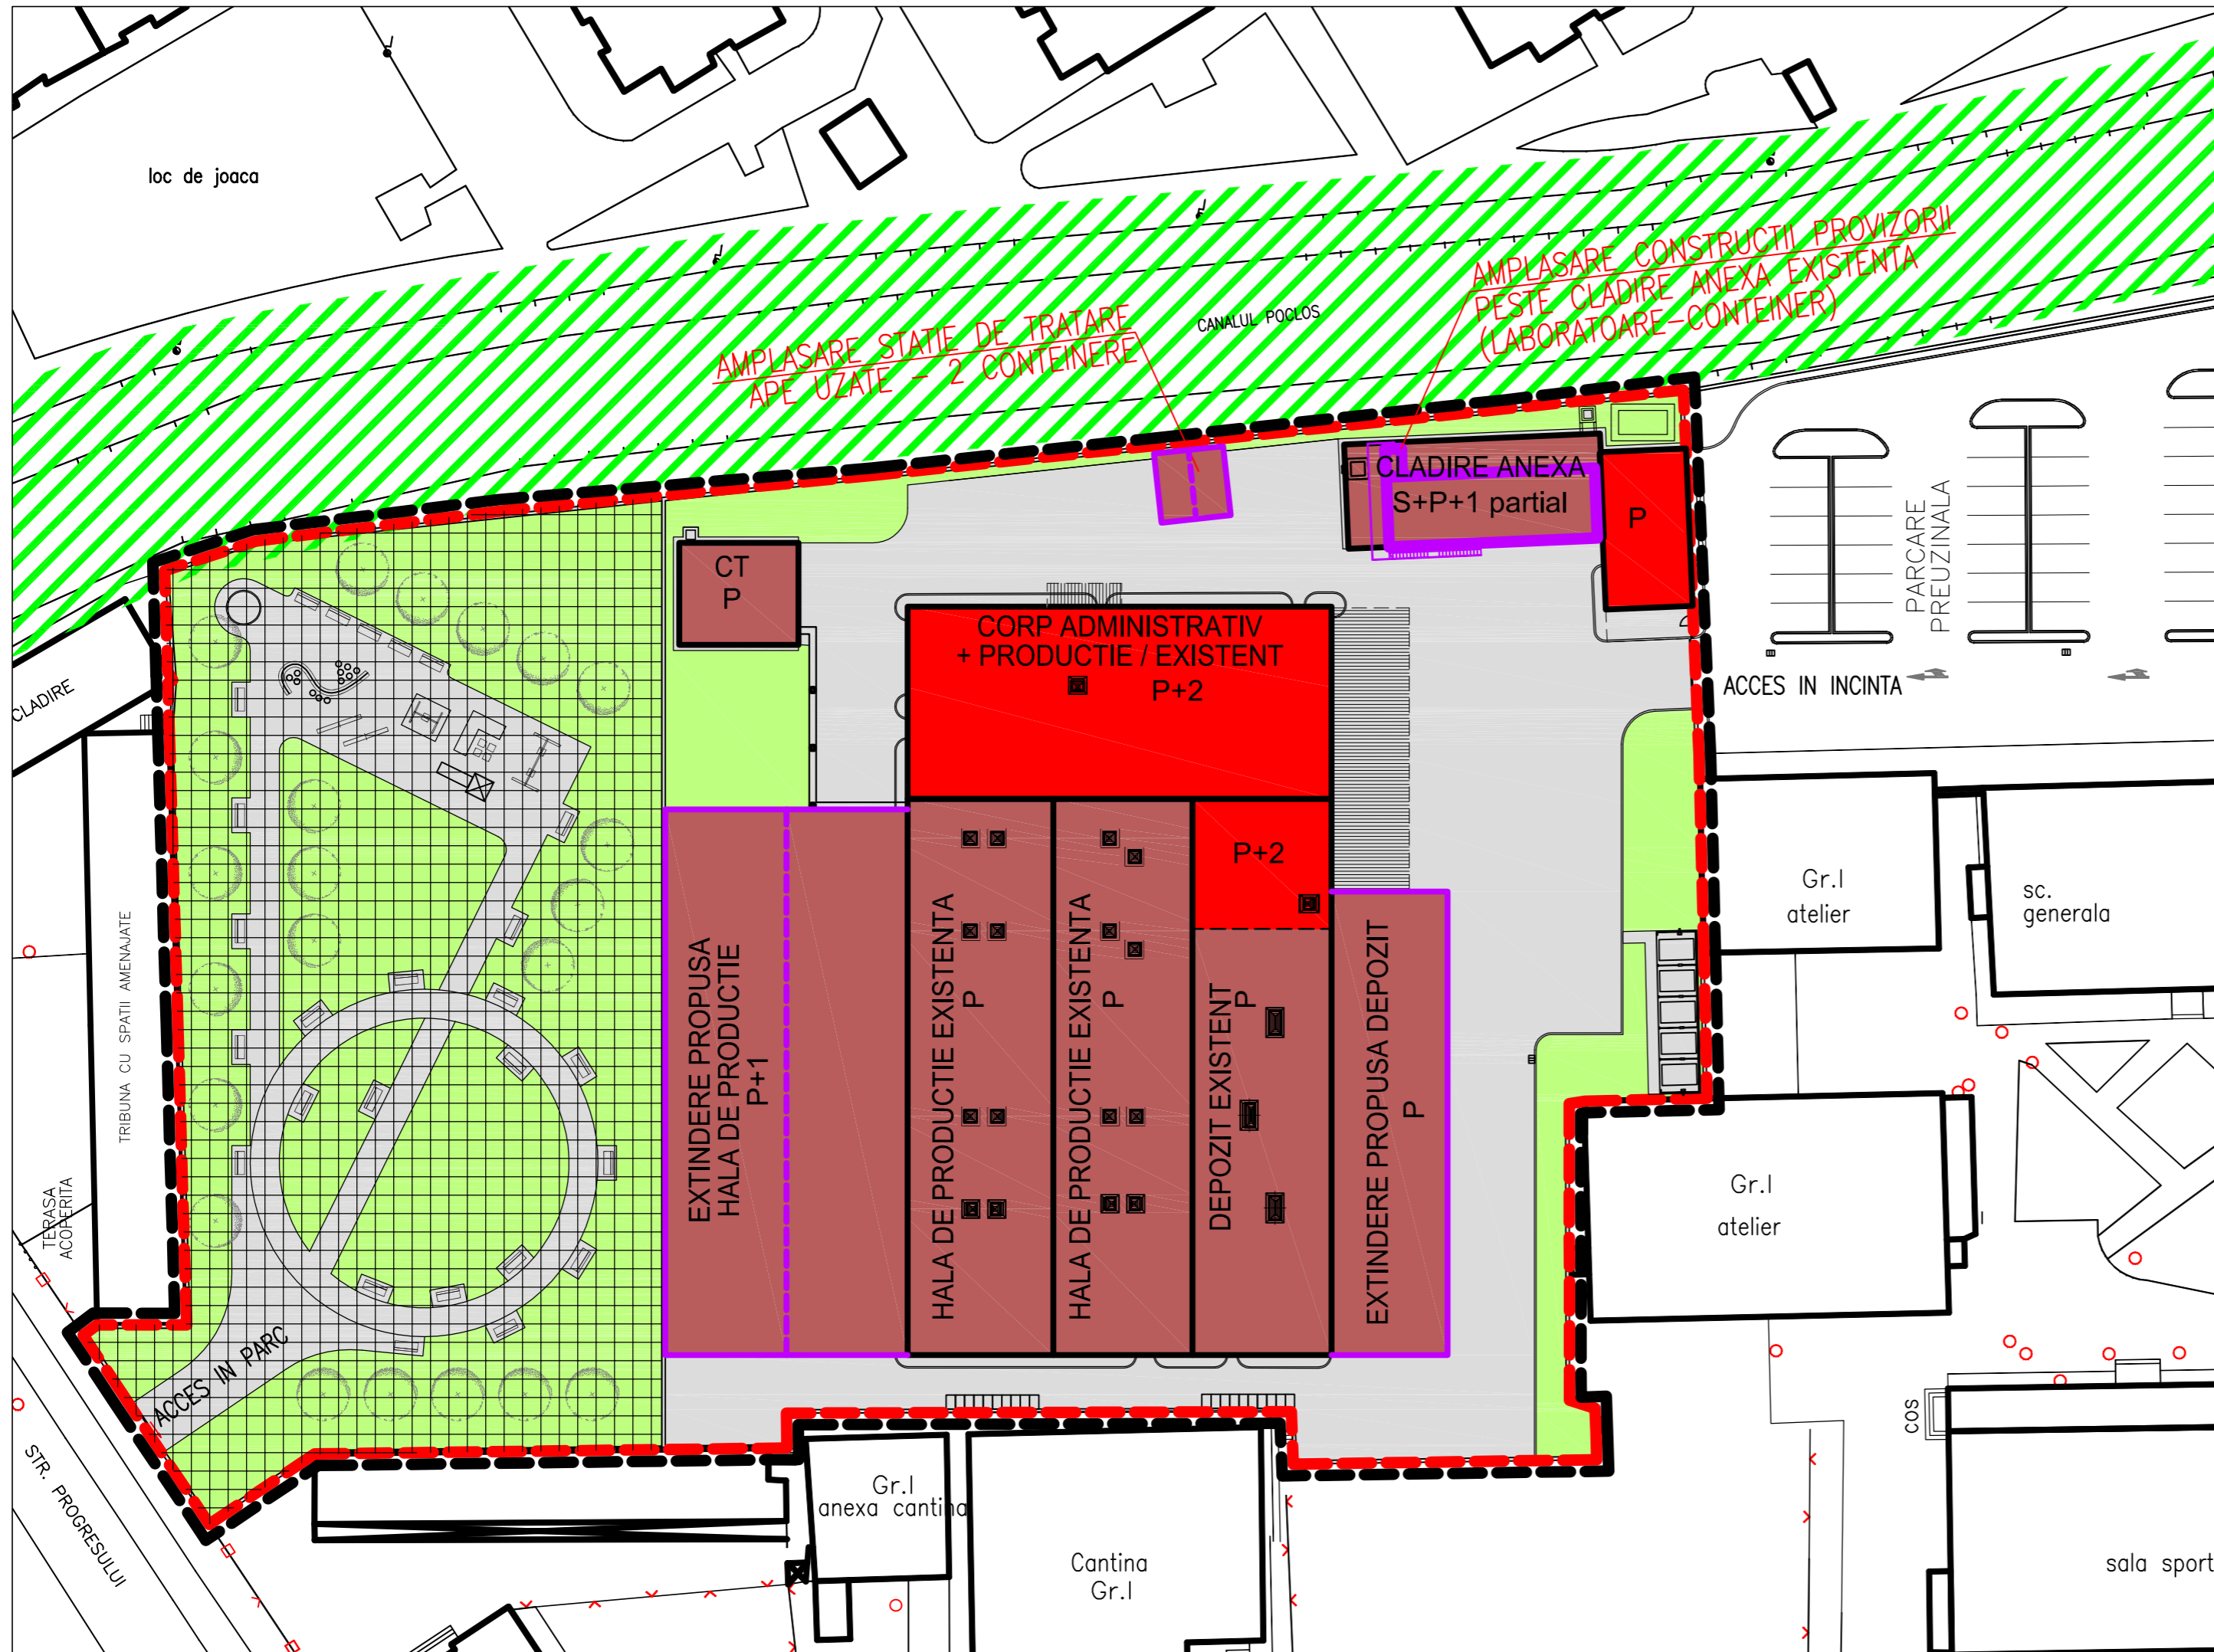 loc de joaca
AMPLASARE CONSTRUCTII PROVIZORII
PESTE CLADIRE ANEXA EXISTENTA
(LABORATOARE-CONTEINER)
CANALUL POCLOS
AMPLASARE STATIE DE TRATARE
APE UZATE - 2 CONTEINERE
CLADIRE ANEXA
S+P+1 partial
P
PARCARE
PREUZINALA
CT
P
CORP ADMINISTRATIV
+ PRODUCTIE / EXISTENT
P+2
ACCES IN INCINTA
CLADIRE
P+2
Gr.I
atelier
sc.
generala
TRIBUNA CU SPATII AMENAJATE
EXTINDERE PROPUSA
HALA DE PRODUCTIE
P+1
HALA DE PRODUCTIE EXISTENTA
P
HALA DE PRODUCTIE EXISTENTA
P
DEPOZIT EXISTENT
P
EXTINDERE PROPUSA DEPOZIT
P
TERASA
ACOPERITA
Gr.I
atelier
ACCES IN PARC
STR. PROGRESULUI
cos
Gr.I
anexa cantina
Cantina
Gr.I
sala sport